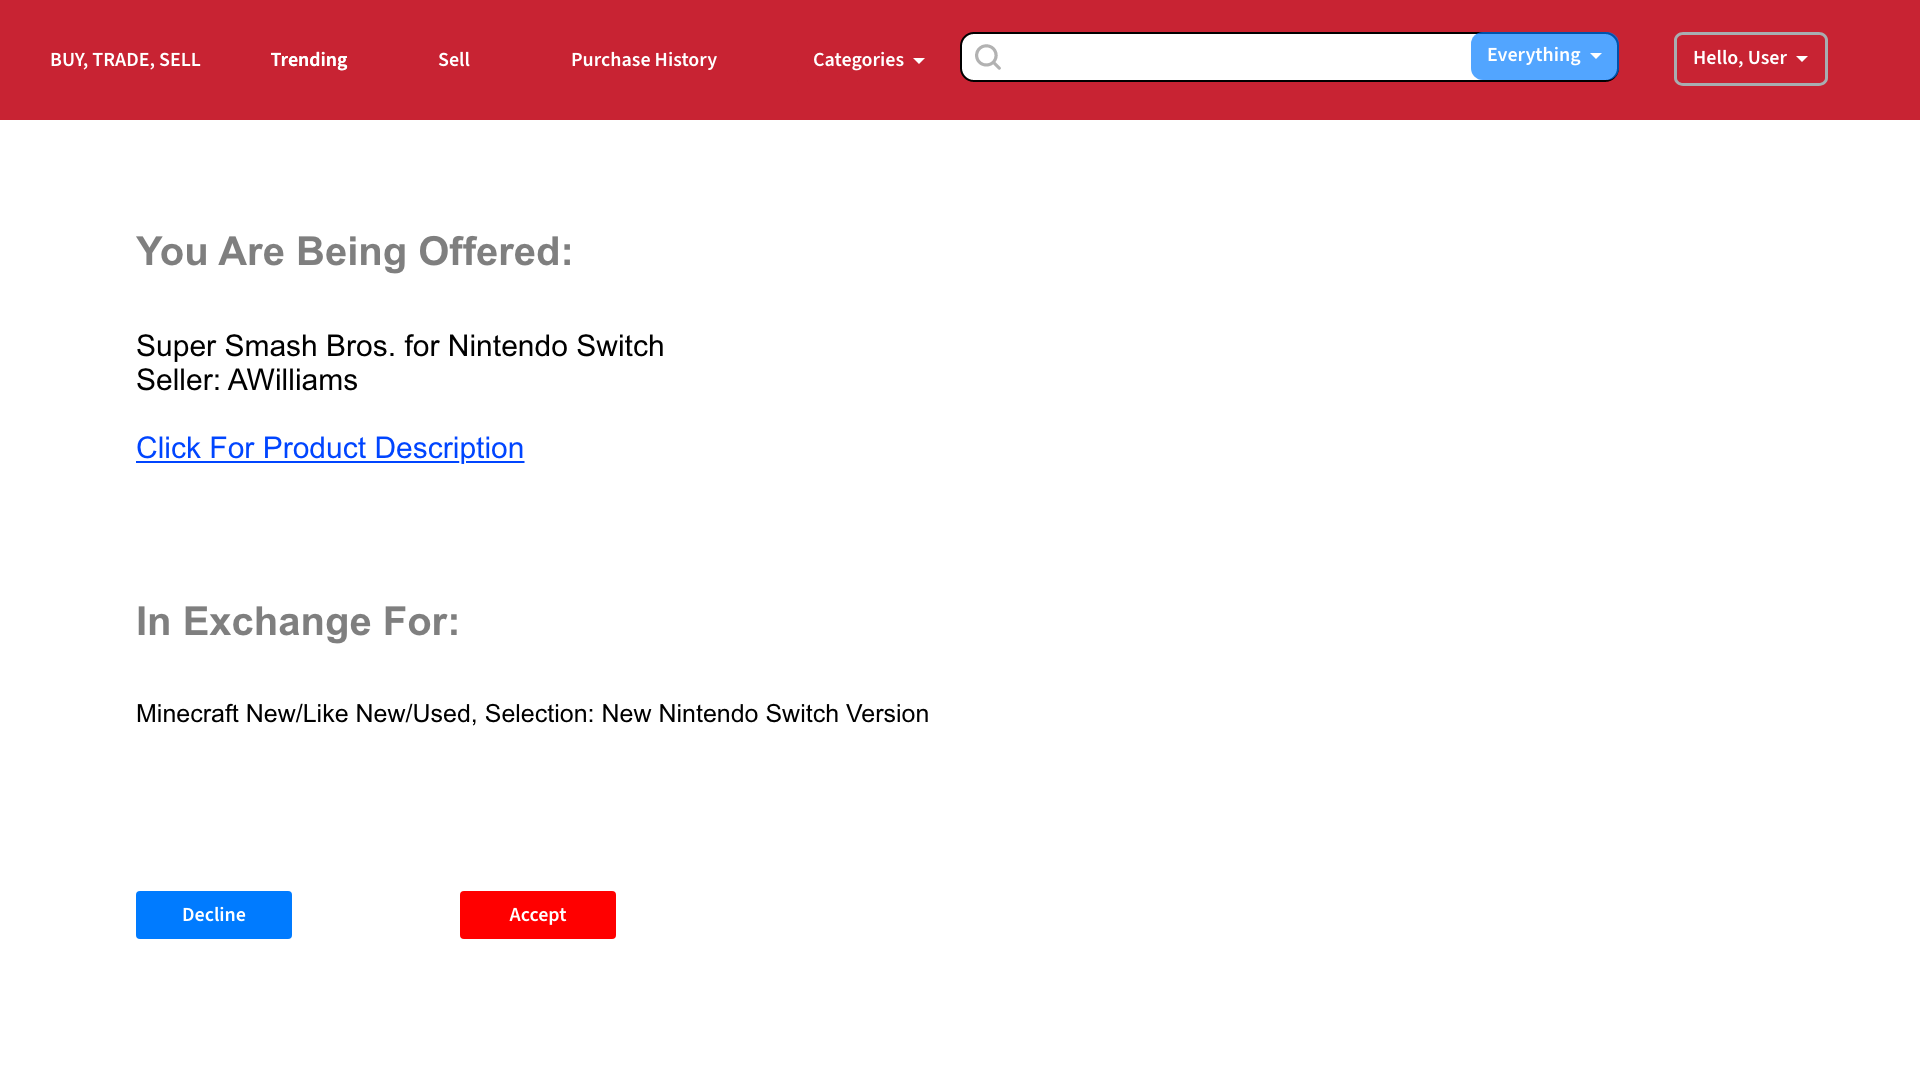 BUY, TRADE, SELL
Trending
Sell
Purchase History
Categories
Everything
Hello, User
You Are Being Offered:
Super Smash Bros. for Nintendo Switch
Seller: AWilliams
Click For Product Description
In Exchange For:
Minecraft New/Like New/Used, Selection: New Nintendo Switch Version
Decline
Accept